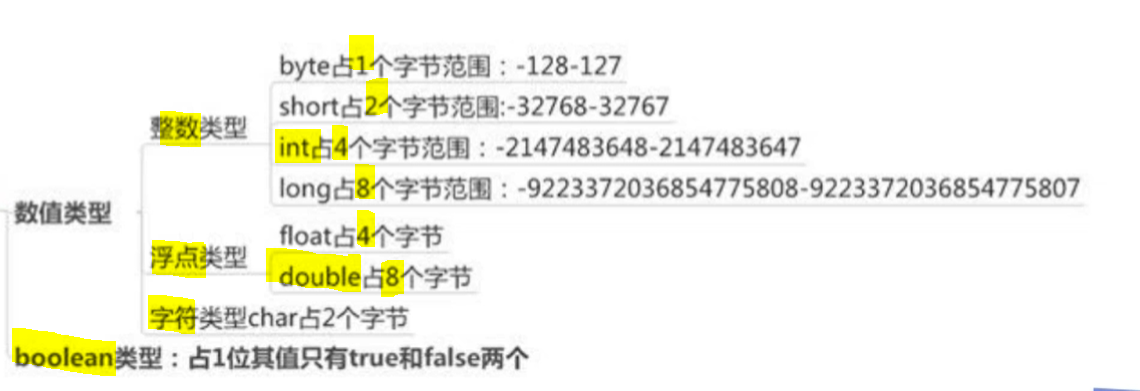 byte占1个字节范围：-128-127
short占2个字节范围:-32768-32767
整数类型
int占4个字节范围：-2147483648-2147483647
long占8个字节范围：-9223372036854775808-9223372036854775807
数值类型
float占4个字节
浮点类型
double占8个字节
字符类型char占2个字节
boolean类型：占1位其值只有true和false两个